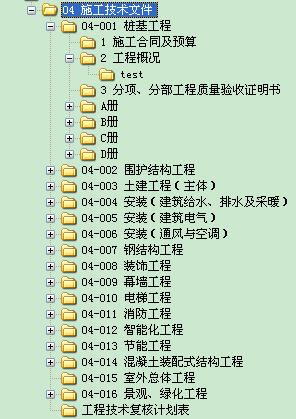 04 施工技术文件
04-001 桩基工程
1 施工合同及预算
2 工程概况
test
3 分项、分部工程质量验收证明书
A册
B册
C册
D册
04-002 围护结构工程
04-003 土建工程(主体)
04-004 安装(建筑给水、排水及采暖)
04-005 安装(建筑电气)
04-006 安装(通风与空调)
04-007 钢结构工程
04-008 装饰工程
04-009 幕墙工程
04-010 电梯工程
04-011 消防工程
04-012 智能化工程
04-013 节能工程
04-014 混凝土装配式结构工程
04-015 室外总体工程
04-016 景观、绿化工程
工程技术复核计划表